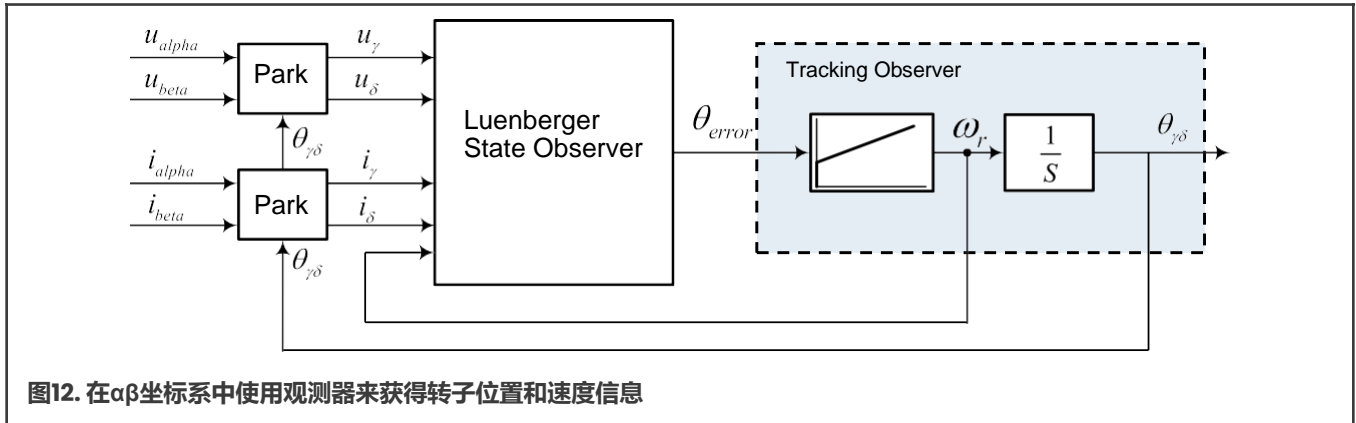 u_alpha
u_γ
Park
u_beta
u_δ
θ_γδ
i_alpha
i_γ
Park
i_beta
i_δ
θ_γδ
Luenberger
State Observer
θ_error
Tracking Observer
ω_r
1
S
θ_γδ
图12. 在αβ坐标系中使用观测器来获得转子位置和速度信息